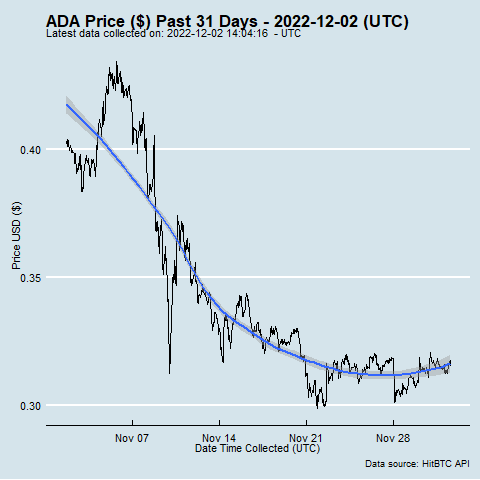 ADA Price ($) Past 31 Days - 2022-12-02 (UTC)
Latest data collected on: 2022-12-02 14:04:16 - UTC
0.40
0.35
0.30
Price USD ($)
Nov 07 Nov 14 Nov 21 Nov 28
Date Time Collected (UTC)
Data source: HitBTC API